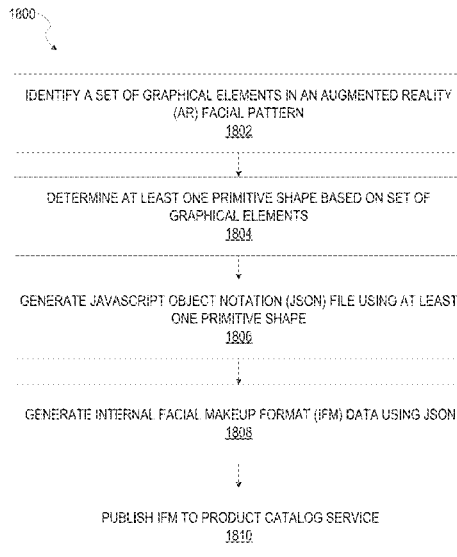 1800
IDENTIFY A SET OF GRAPHICAL ELEMENTS IN AN AUGMENTED REALITY
(AR) FACIAL PATTERN
1802
DETERMINE AT LEAST ONE PRIMITIVE SHAPE BASED ON SET OF
GRAPHICAL ELEMENTS
1804
GENERATE JAVASCRIPT OBJECT NOTATION (JSON) FILE USING AT LEAST
ONE PRIMITIVE SHAPE
1806
GENERATE INTERNAL FACIAL MAKEUP FORMAT (IFM) DATA USING JSON
1808
PUBLISH IFM TO PRODUCT CATALOG SERVICE
1810